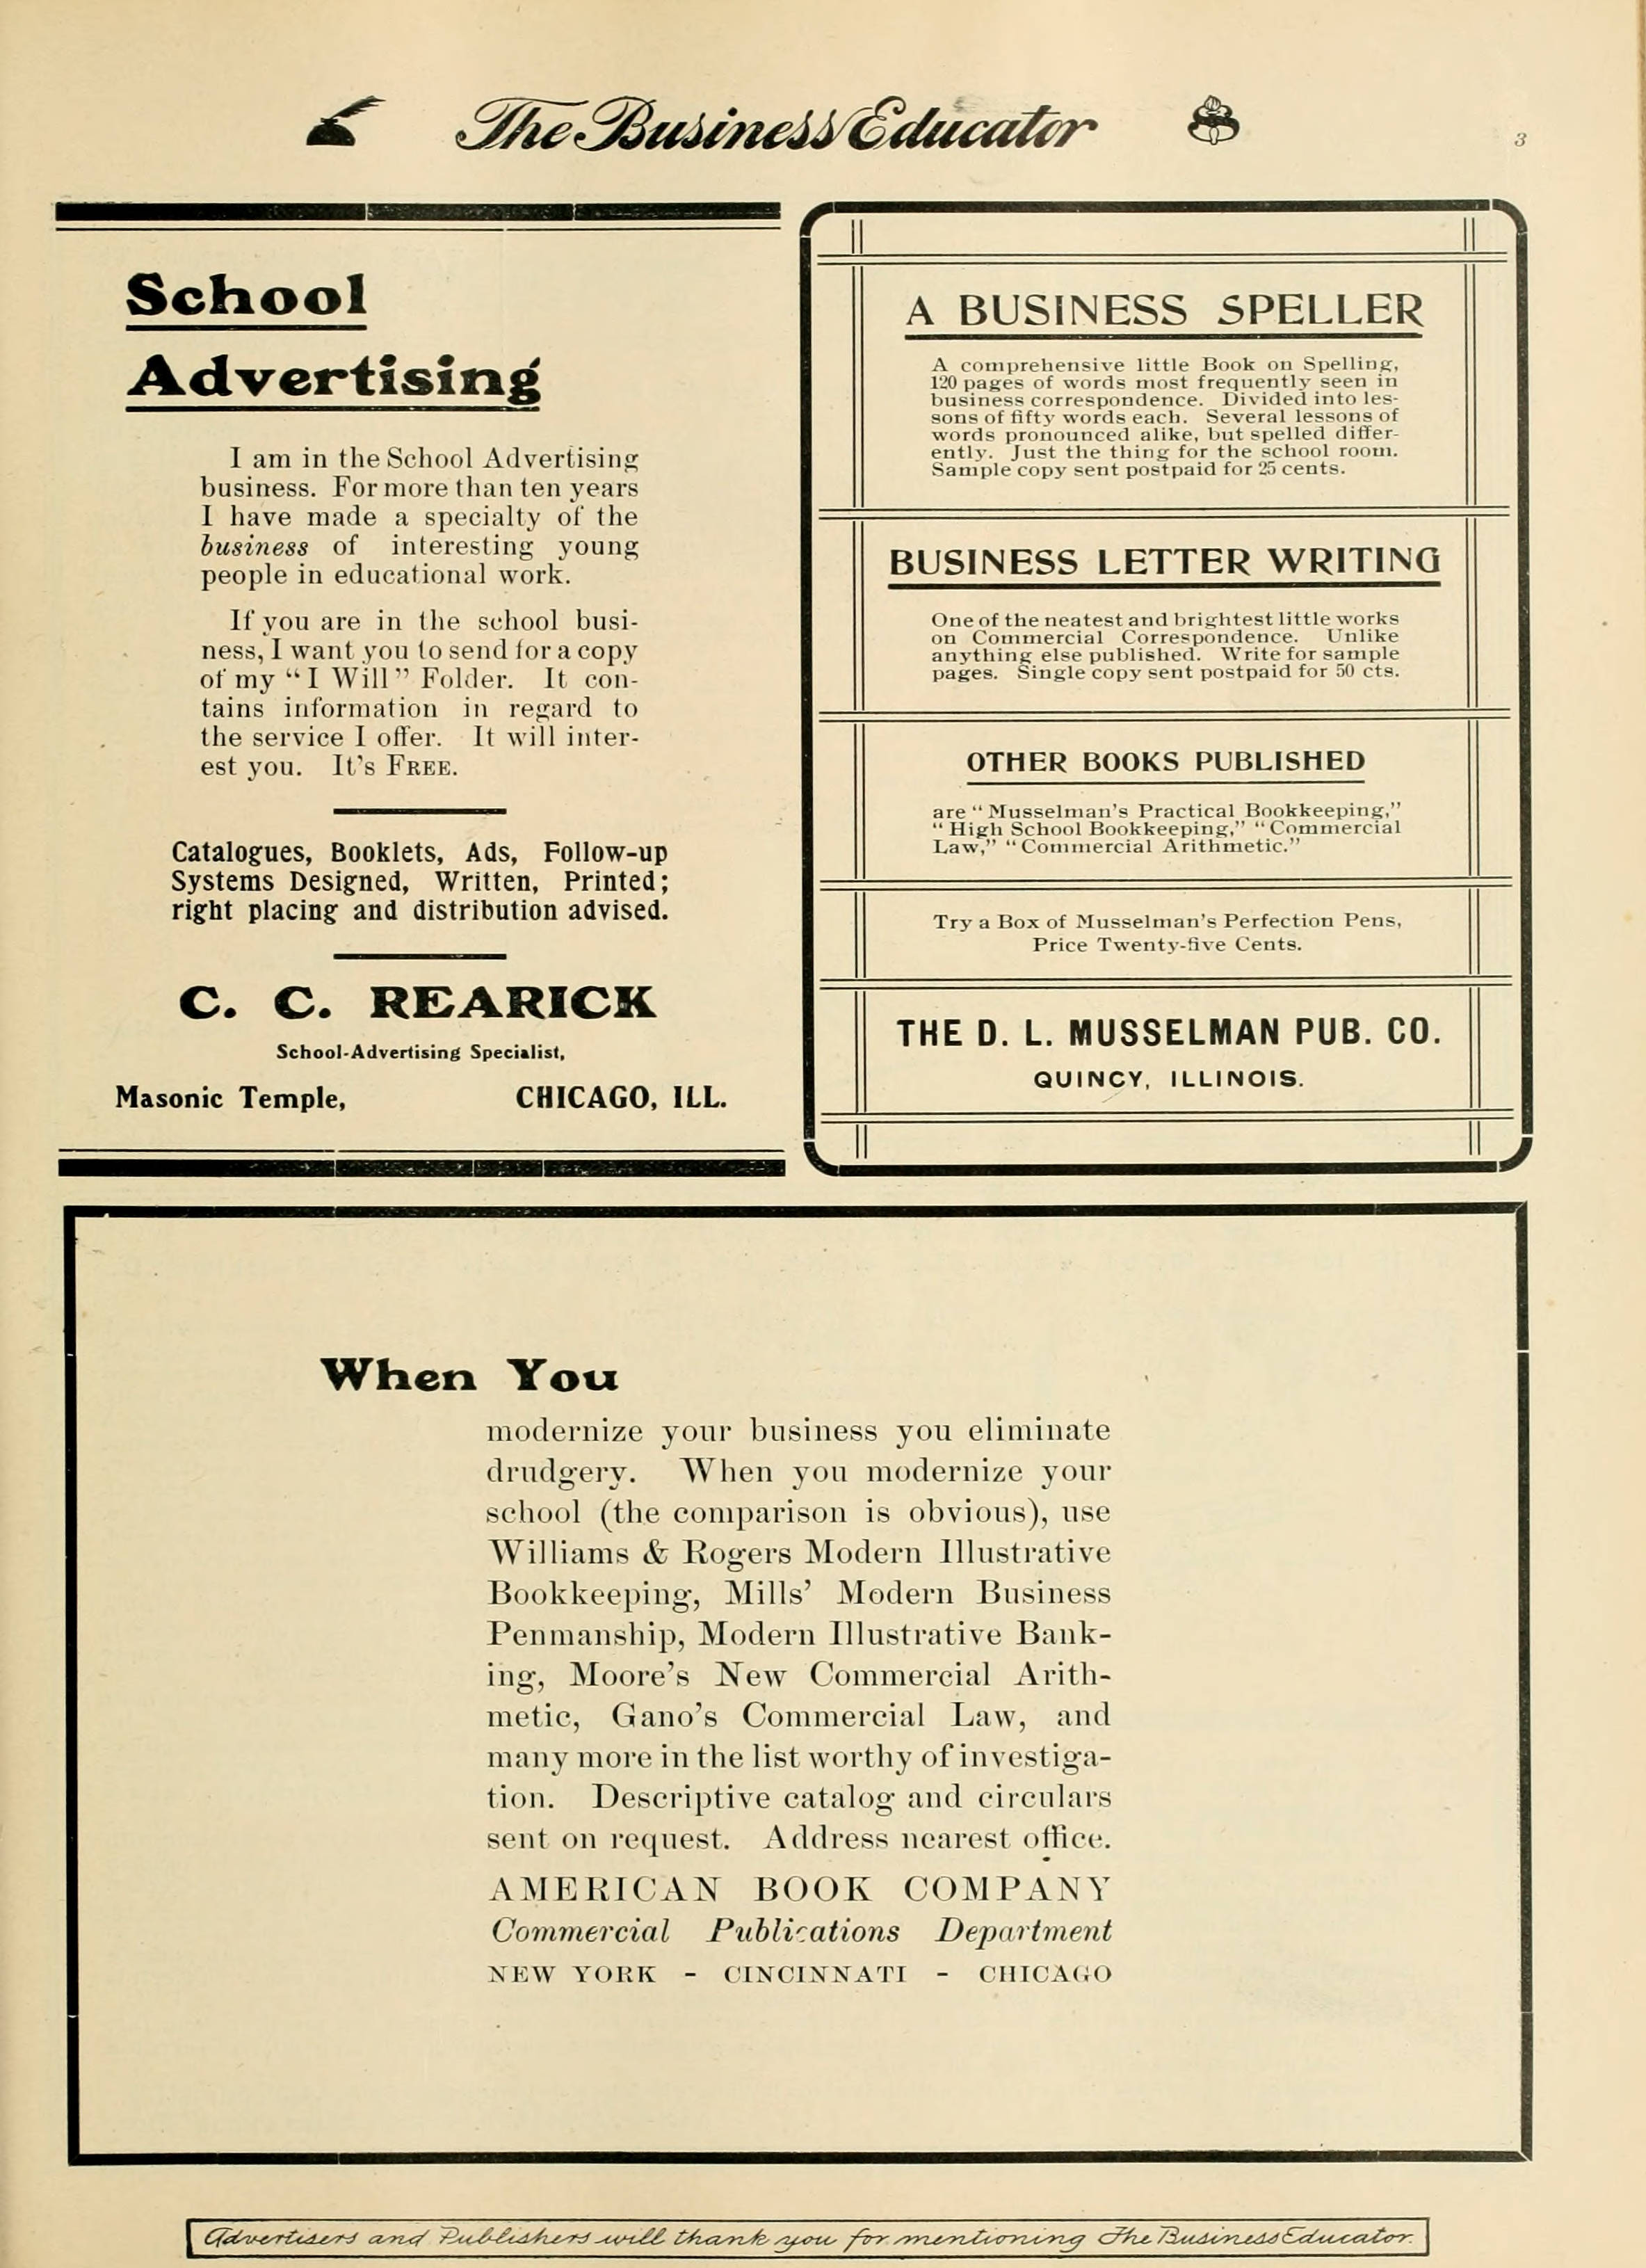 The Business Educator
3
School
Advertising
I am in the School Advertising
business. For more than ten years
I have made a specialty of the
business of interesting young
people in educational work.
If you are in the school busi-
ness, I want you to send for a copy
of my “I Will” Folder. It con-
tains information in regard to
the service I offer. It will inter-
est you. It's FREE.
Catalogues, Booklets, Ads, Follow-up
Systems Designed, Written, Printed;
right placing and distribution advised.
C. C. REARICK
School-Advertising Specialist,
Masonic Temple, CHICAGO, ILL.
A BUSINESS SPELLER
A comprehensive little Book on Spelling,
120 pages of words most frequently seen in
business correspondence. Divided into les-
sons of fifty words each. Several lessons of
words pronounced alike, but spelled differ-
ently. Just the thing for the school room.
Sample copy sent postpaid for 25 cents.
BUSINESS LETTER WRITING
One of the neatest and brightest little works
on Commercial Correspondence. Unlike
anything else published. Write for sample
pages. Single copy sent postpaid for 50 cts.
OTHER BOOKS PUBLISHED
are “Musselman's Practical Bookkeeping,”
“High School Bookkeeping,” “Commercial
Law,” “Commercial Arithmetic.”
Try a Box of Musselman's Perfection Pens,
Price Twenty-five Cents.
THE D. L. MUSSELMAN PUB. CO.
QUINCY, ILLINOIS.
When You
modernize your business you eliminate
drudgery. When you modernize your
school (the comparison is obvious), use
Williams & Rogers Modern Illustrative
Bookkeeping, Mills' Modern Business
Penmanship, Modern Illustrative Bank-
ing, Moore's New Commercial Arith-
metic, Gano's Commercial Law, and
many more in the list worthy of investiga-
tion. Descriptive catalog and circulars
sent on request. Address nearest office.
AMERICAN BOOK COMPANY
Commercial Publications Department
NEW YORK - CINCINNATI - CHICAGO
Advertisers and Publishers will thank you for mentioning The Business Educator.